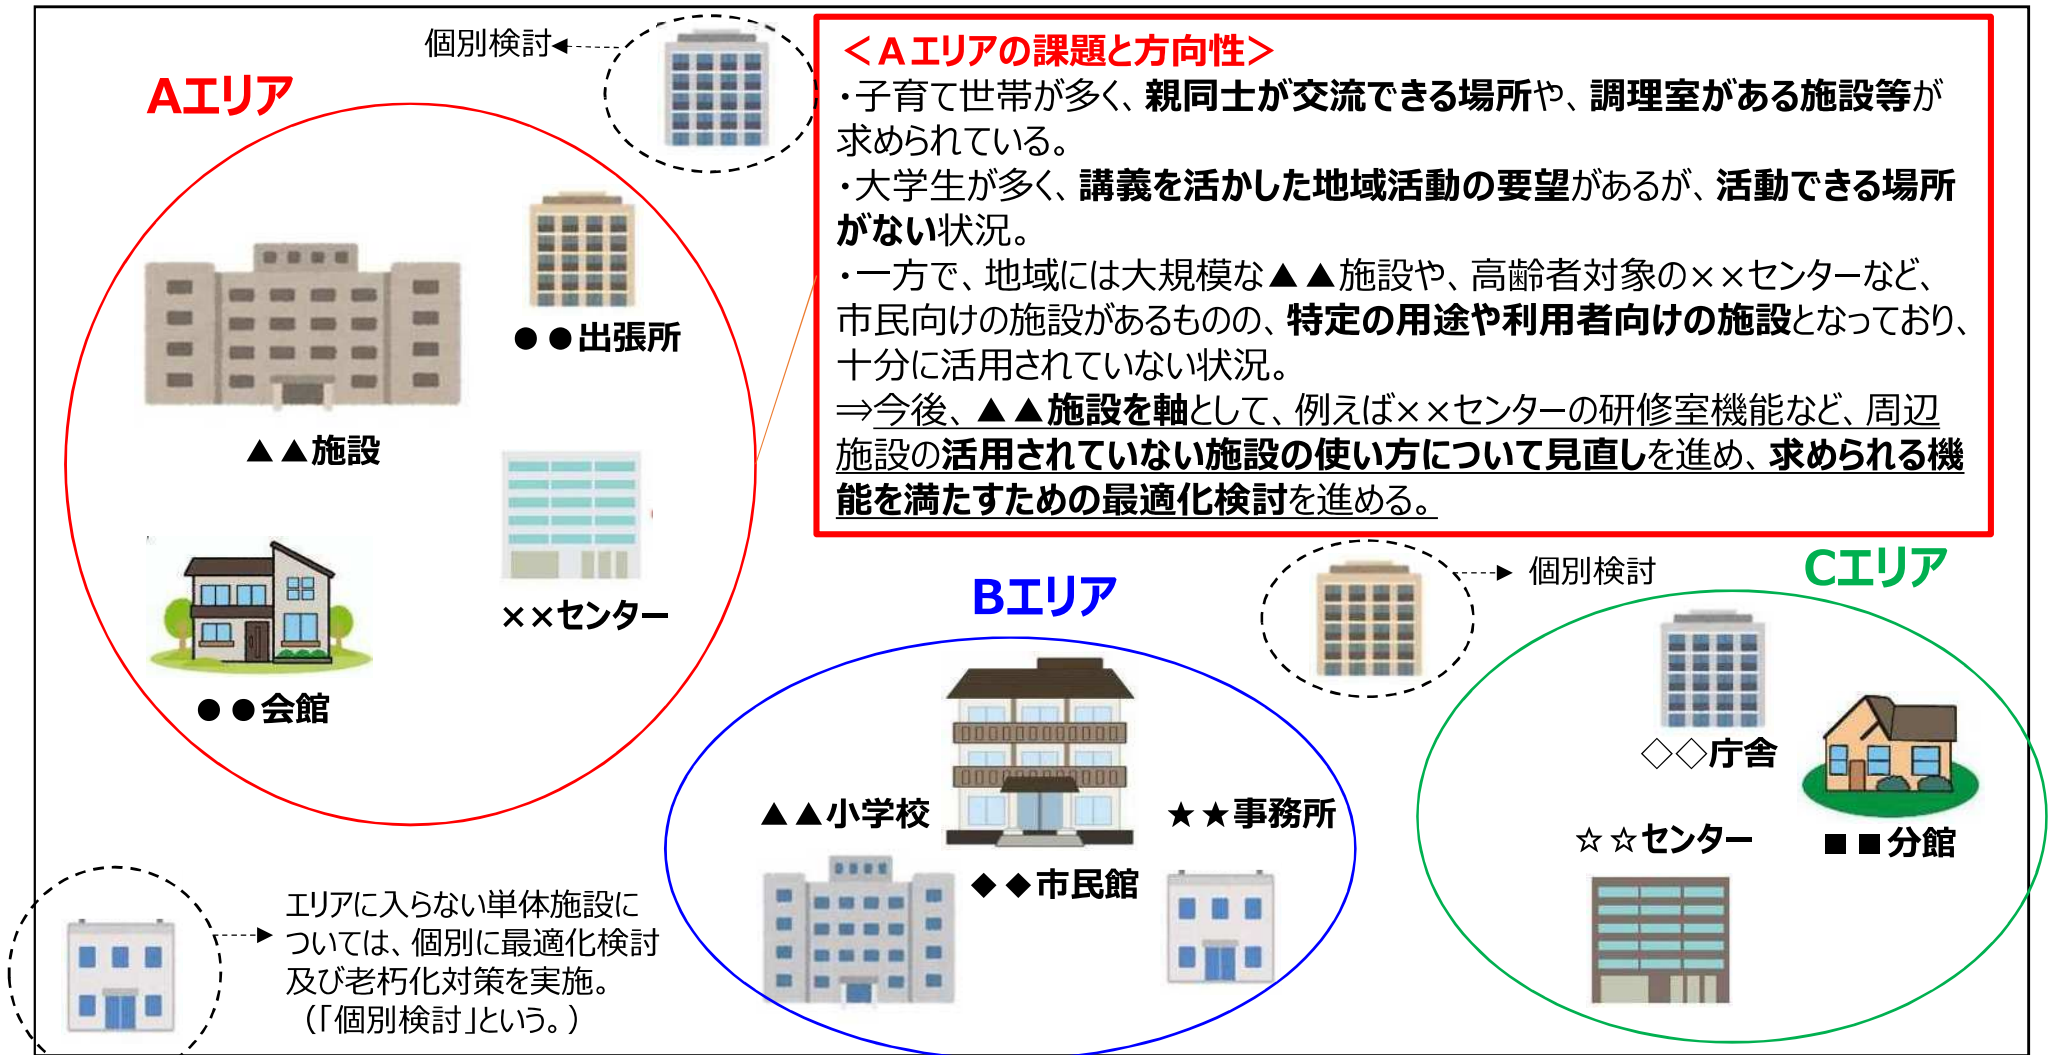 個別検討
Aエリア
＜Aエリアの課題と方向性＞
・子育て世帯が多く、親同士が交流できる場所や、調理室がある施設等が
求められている。
・大学生が多く、講義を活かした地域活動の要望があるが、活動できる場所
がない状況。
・一方で、地域には大規模な▲▲施設や、高齢者対象の××センターなど、
市民向けの施設があるものの、特定の用途や利用者向けの施設となっており、
十分に活用されていない状況。
⇒今後、▲▲施設を軸として、例えば××センターの研修室機能など、周辺
施設の活用されていない施設の使い方について見直しを進め、求められる機
能を満たすための最適化検討を進める。
●●出張所
▲▲施設
××センター
●●会館
Bエリア
▲▲小学校
★★事務所
◆◆市民館
個別検討
Cエリア
◇◇庁舎
☆☆センター
■■分館
エリアに入らない単体施設に
ついては、個別に最適化検討
及び老朽化対策を実施。
（「個別検討」という。）